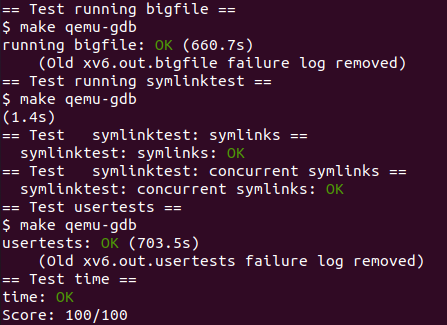 == Test running bigfile ==
$ make qemu-gdb
running bigfile: OK (660.7s)
    (Old xv6.out.bigfile failure log removed)
== Test running symlinktest ==
$ make qemu-gdb
(1.4s)
== Test   symlinktest: symlinks ==
  symlinktest: symlinks: OK
== Test   symlinktest: concurrent symlinks ==
  symlinktest: concurrent symlinks: OK
== Test usertests ==
$ make qemu-gdb
usertests: OK (703.5s)
    (Old xv6.out.usertests failure log removed)
== Test time ==
time: OK
Score: 100/100